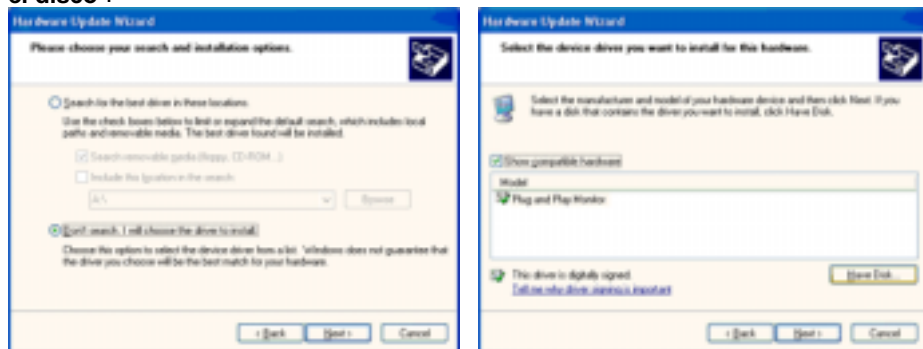 el disco".
Hardware Update Wizard
Please choose your search and installation options.
Search for the best driver in these locations.
Use the check boxes below to limit or expand the default search, which includes local
paths and removable media. The best driver found will be installed.
Search removable media (floppy, CD-ROM...)
Include this location in the search:
A:\
Browse
Don't search. I will choose the driver to install.
Choose this option to select the device driver from a list. Windows does not guarantee that
the driver you choose will be the best match for your hardware.
< Back Next > Cancel
Hardware Update Wizard
Select the device driver you want to install for this hardware.
Select the manufacturer and model of your hardware device and then click Next. If you
have a disk that contains the driver you want to install, click Have Disk.
Show compatible hardware
Model
Plug and Play Monitor
This driver is digitally signed.
Have Disk...
Tell me why driver signing is important
< Back Next > Cancel